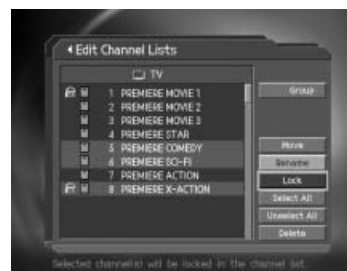 Edit Channel Lists
TV
Group
1 PREMIERE MOVIE 1
2 PREMIERE MOVIE 2
3 PREMIERE MOVIE 3
4 PREMIERE STAR
5 PREMIERE COMEDY
6 PREMIERE SCI-FI
7 PREMIERE ACTION
8 PREMIERE X-ACTION
Move
Rename
Lock
Select All
Unselect All
Delete
Selected channel(s) will be locked in the channel list.